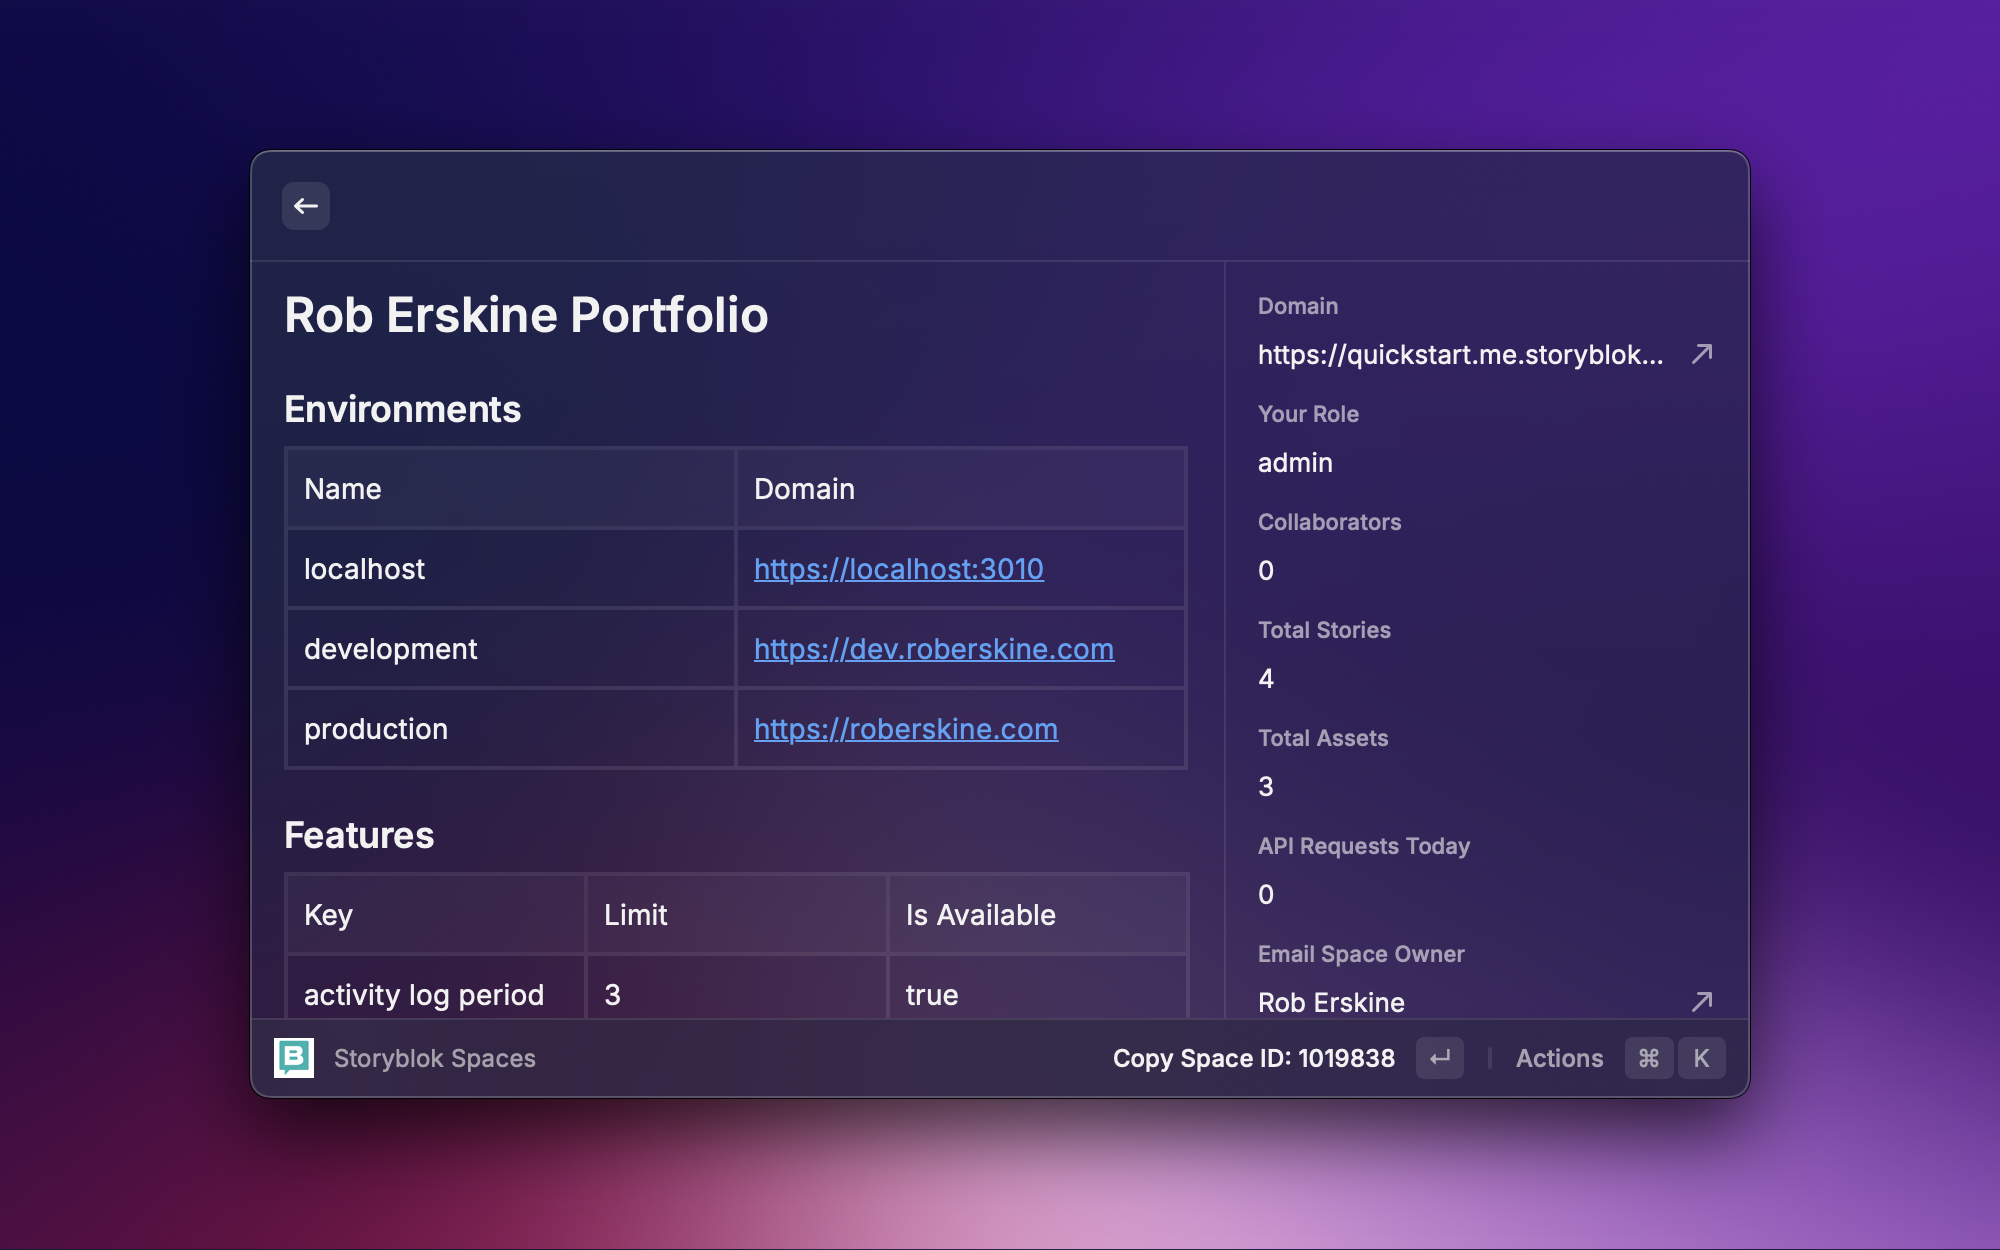 Rob Erskine Portfolio
Environments
Name Domain
localhost https://localhost:3010
development https://dev.roberskine.com
production https://roberskine.com
Features
Key Limit Is Available
activity log period 3 true
Domain
https://quickstart.me.storyblok...
Your Role
admin
Collaborators
0
Total Stories
4
Total Assets
3
API Requests Today
0
Email Space Owner
Rob Erskine
B Storyblok Spaces
Copy Space ID: 1019838 ↵ Actions ⌘ K